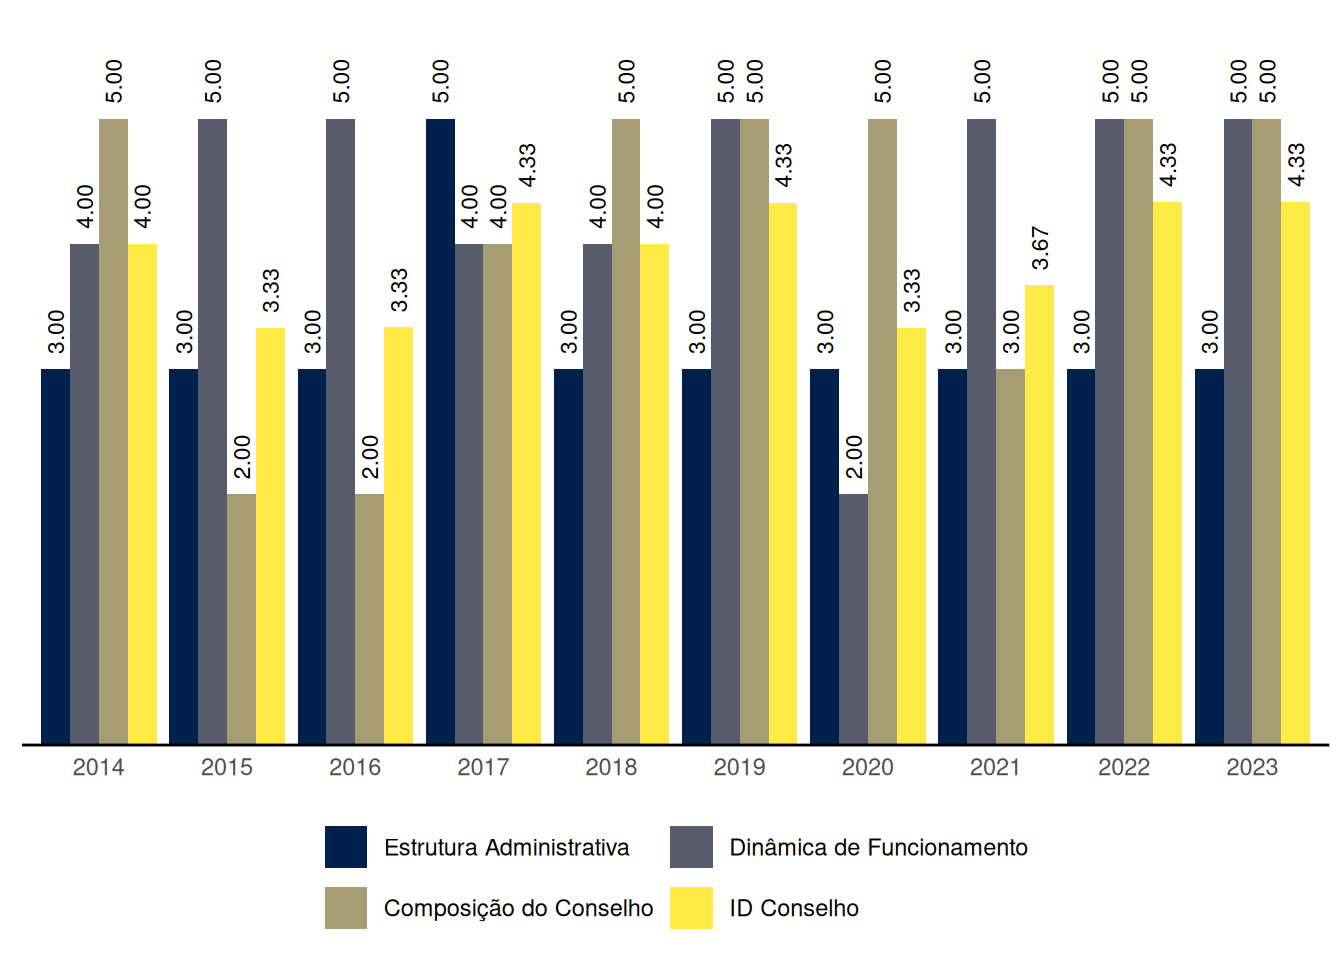 3.00 4.00 5.00 4.00
3.00 5.00 2.00 3.33
3.00 5.00 2.00 3.33
5.00 4.00 4.00 4.33
3.00 4.00 5.00 4.00
3.00 5.00 5.00 4.33
3.00 2.00 5.00 3.33
3.00 5.00 3.00 3.67
3.00 5.00 5.00 4.33
3.00 5.00 5.00 4.33
2014 2015 2016 2017 2018 2019 2020 2021 2022 2023
Estrutura Administrativa Dinâmica de Funcionamento
Composição do Conselho ID Conselho